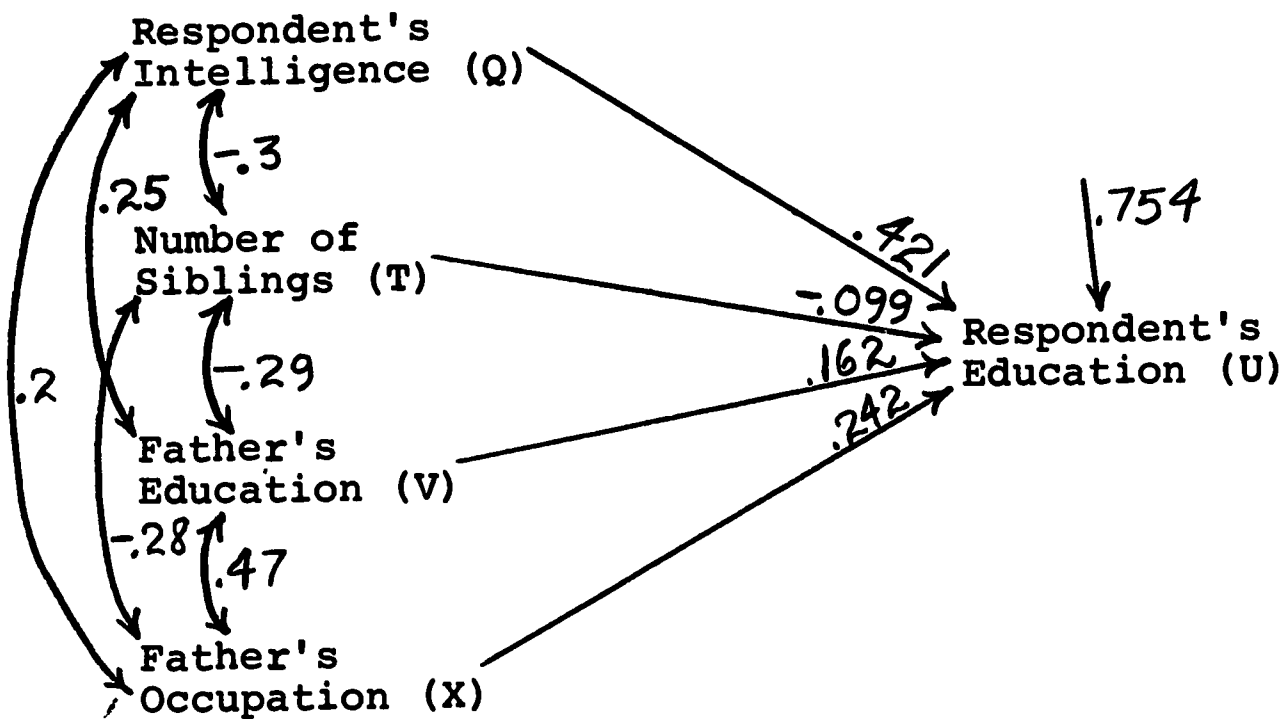 Respondent's
Intelligence (Q)
-.3
.25
Number of
Siblings (T)
-.29
.2
Father's
Education (V)
-.28
.47
Father's
Occupation (X)
.421
-.099
.162
.242
.754
Respondent's
Education (U)